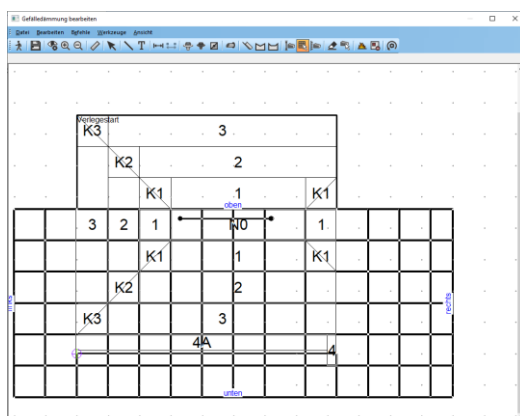 Gefälledämmung bearbeiten
Datei Bearbeiten Befehle Werkzeuge Ansicht
Verlegestart
K3 3
K2 2
K1 1 K1
oben
3 2 1 N0 1
K1 1 K1
K2 2
links rechts
K3 3
4A 4
unten